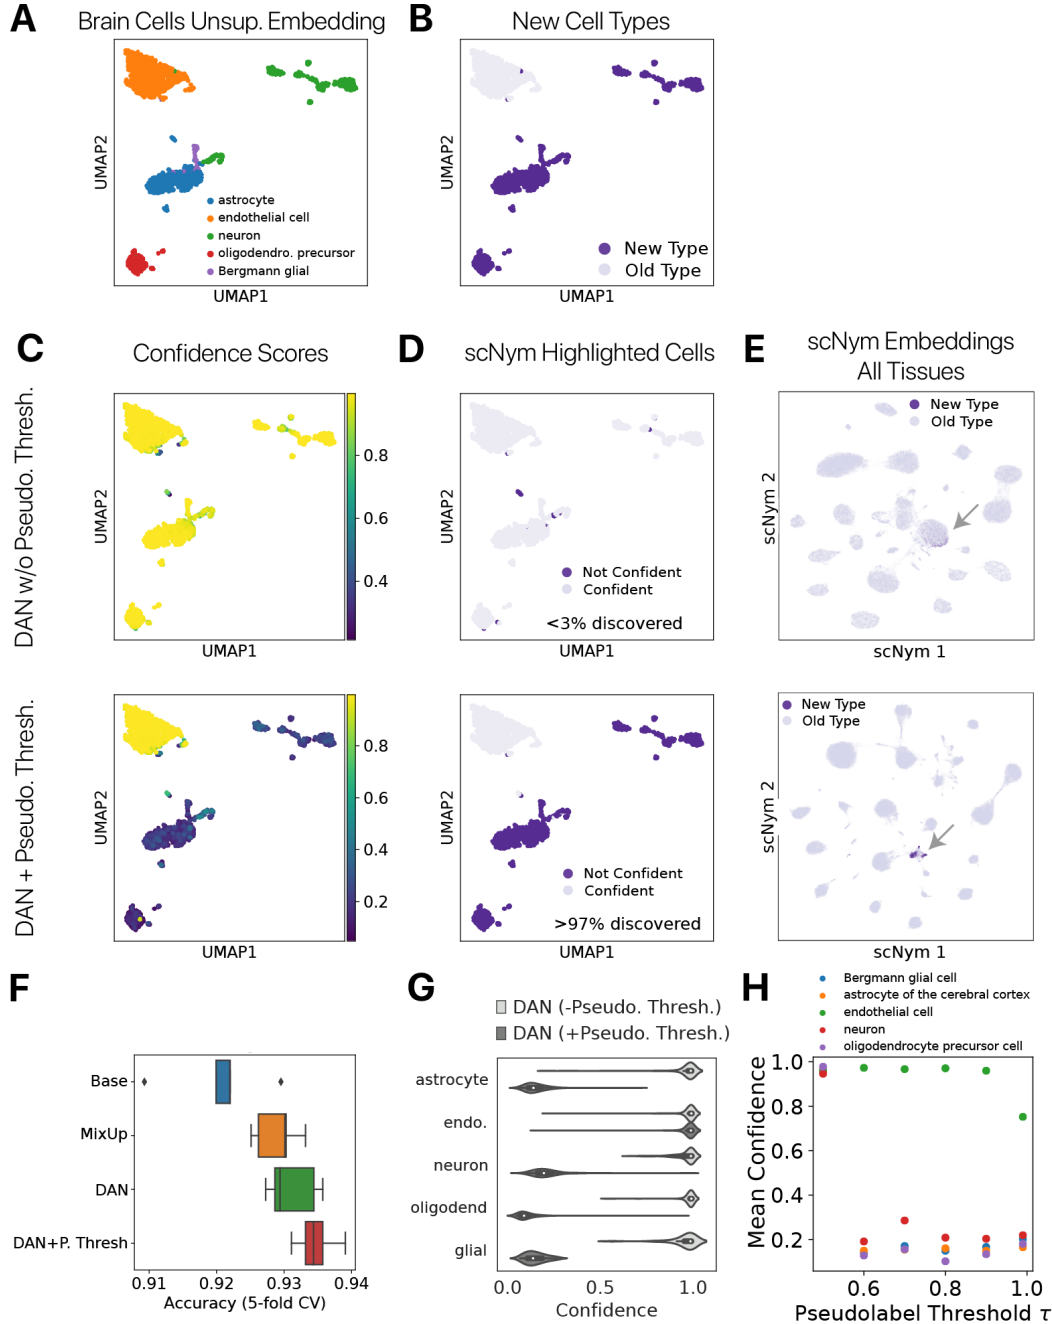 A
Brain Cells Unsup. Embedding
UMAP2
astrocyte
endothelial cell
neuron
oligodendro. precursor
Bergmann glial
UMAP1
B
New Cell Types
UMAP2
New Type
Old Type
UMAP1
DAN w/o Pseudo. Thresh.
C
Confidence Scores
UMAP2
0.8
0.6
0.4
UMAP1
D
scNym Highlighted Cells
UMAP2
Not Confident
Confident
<3% discovered
UMAP1
E
scNym Embeddings
All Tissues
New Type
Old Type
scNym 2
scNym 1
DAN + Pseudo. Thresh.
UMAP2
0.8
0.6
0.4
0.2
UMAP1
UMAP2
Not Confident
Confident
>97% discovered
UMAP1
New Type
Old Type
scNym 2
scNym 1
F
Base
MixUp
DAN
DAN+P. Thresh
0.91
0.92
0.93
0.94
Accuracy (5-fold CV)
G
DAN (-Pseudo. Thresh.)
DAN (+Pseudo. Thresh.)
astrocyte
endo.
neuron
oligodend
glial
0.0
0.5
1.0
Confidence
H
Bergmann glial cell
astrocyte of the cerebral cortex
endothelial cell
neuron
oligodendrocyte precursor cell
Mean Confidence
1.0
0.8
0.6
0.4
0.2
0.6
0.8
1.0
Pseudolabel Threshold τ